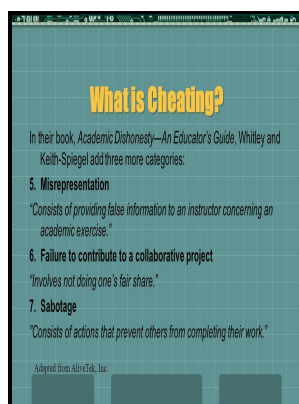 What is Cheating?
In their book, Academic Dishonesty—An Educator's Guide, Whitley and
Keith-Spiegel add three more categories:
5. Misrepresentation
"Consists of providing false information to an instructor concerning an
academic exercise."
6. Failure to contribute to a collaborative project
"Involves not doing one's fair share."
7. Sabotage
"Consists of actions that prevent others from completing their work."
Adapted from AliveTek, Inc.